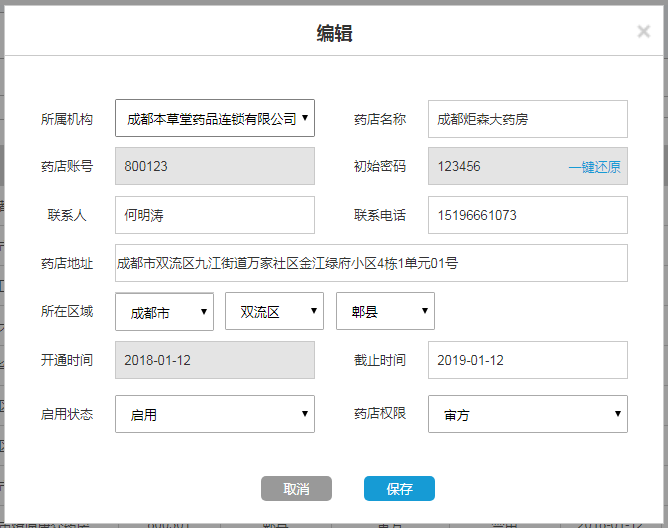 编辑
×
所属机构 成都本草堂药品连锁有限公司 药店名称 成都炬森大药房
药店账号 800123 初始密码 123456 一键还原
联系人 何明涛 联系电话 15196661073
药店地址 成都市双流区九江街道万家社区金江绿府小区4栋1单元01号
所在区域 成都市 双流区 郫县
开通时间 2018-01-12 截止时间 2019-01-12
启用状态 启用 药店权限 审方
取消 保存